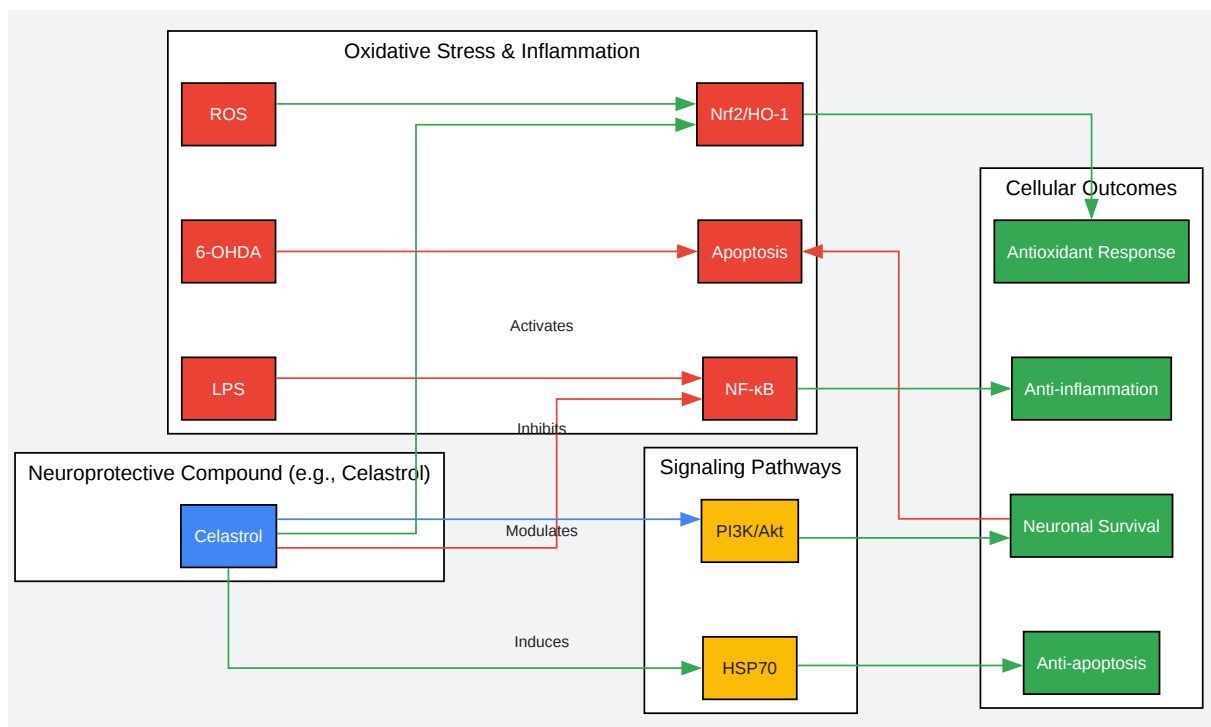 Oxidative Stress & Inflammation
ROS
Nrf2/HO-1
Cellular Outcomes
6-OHDA
Apoptosis
Antioxidant Response
Activates
LPS
NF-κB
Anti-inflammation
Inhibits
Neuroprotective Compound (e.g., Celastrol)
Signaling Pathways
Celastrol
Modulates
PI3K/Akt
Neuronal Survival
Induces
HSP70
Anti-apoptosis